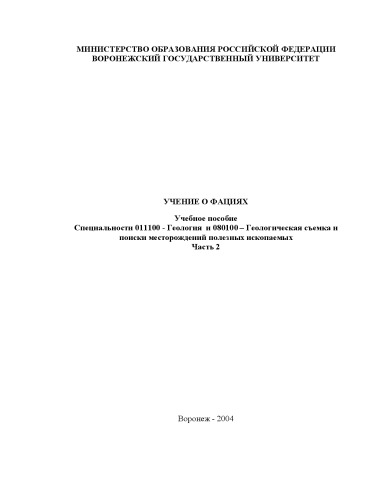 МИНИСТЕРСТВО ОБРАЗОВАНИЯ РОССИЙСКОЙ ФЕДЕРАЦИИ
ВОРОНЕЖСКИЙ ГОСУДАРСТВЕННЫЙ УНИВЕРСИТЕТ
УЧЕНИЕ О ФАЦИЯХ
Учебное пособие
Специальности 011100 - Геология и 080100 – Геологическая съемка и
поиски месторождений полезных ископаемых
Часть 2
Воронеж - 2004